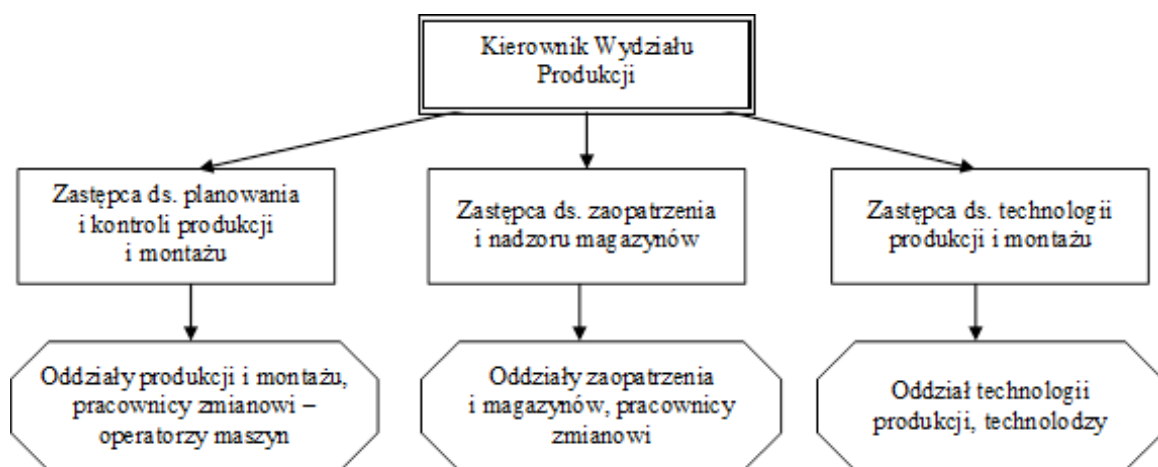 Kierownik Wydziału
Produkcji
Zastępca ds. planowania
i kontroli produkcji
i montażu
Zastępca ds. zaopatrzenia
i nadzoru magazynów
Zastępca ds. technologii
produkcji i montażu
Oddziały produkcji i montażu,
pracownicy zmianowi –
operatorzy maszyn
Oddziały zaopatrzenia
i magazynów, pracownicy
zmianowi
Oddział technologii
produkcji, technolodzy